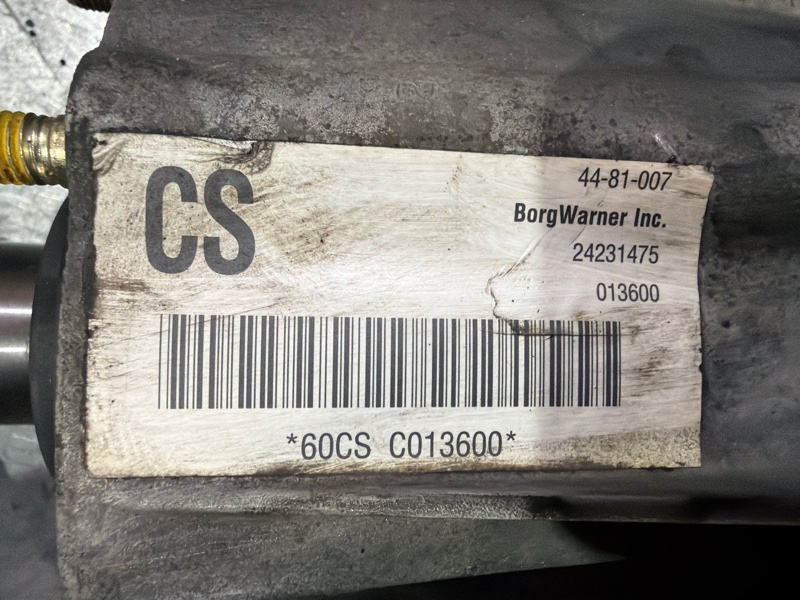 CS
44-81-007
BorgWarner Inc.
24231475
013600
*60CS C013600*